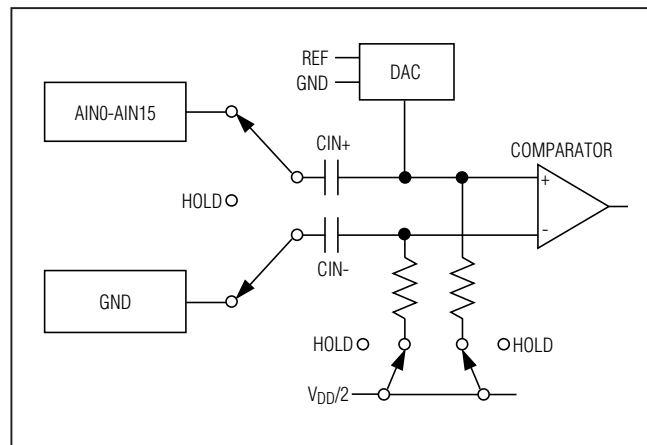 REF
GND
DAC
AIN0-AIN15
CIN+
COMPARATOR
+
HOLD
-
CIN-
GND
HOLD
HOLD
VDD/2